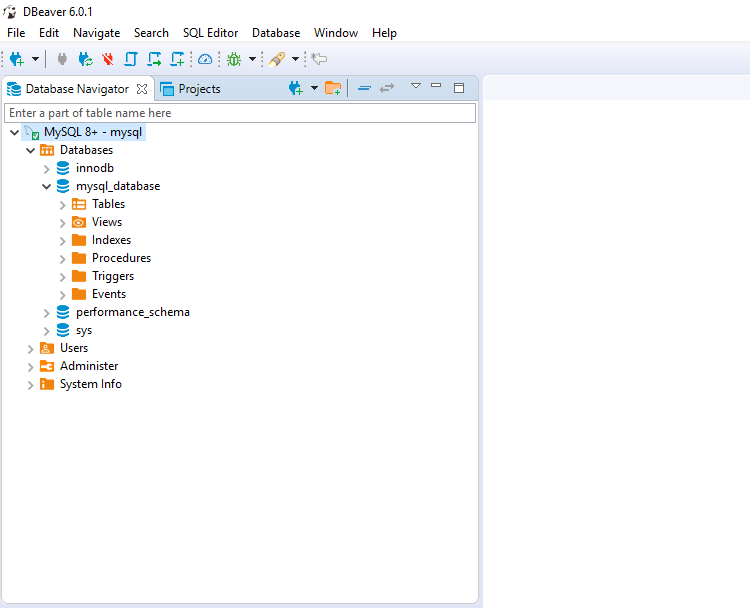 DBeaver 6.0.1
File Edit Navigate Search SQL Editor Database Window Help
Database Navigator Projects
Enter a part of table name here
MySQL 8+ - mysql
Databases
innodb
mysql_database
Tables
Views
Indexes
Procedures
Triggers
Events
performance_schema
sys
Users
Administer
System Info